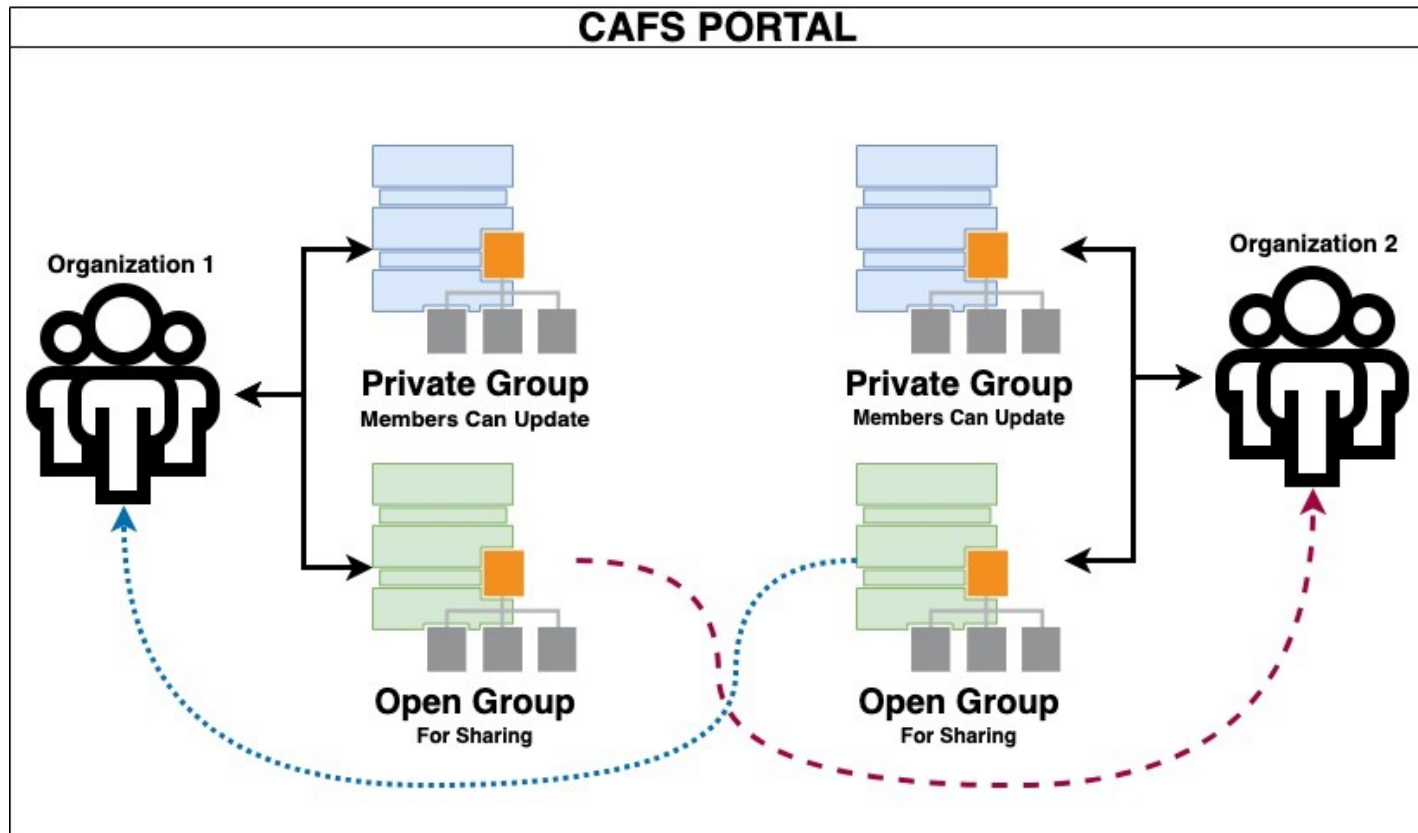 CAFS PORTAL
Organization 1
Organization 2
Private Group
Members Can Update
Private Group
Members Can Update
Open Group
For Sharing
Open Group
For Sharing